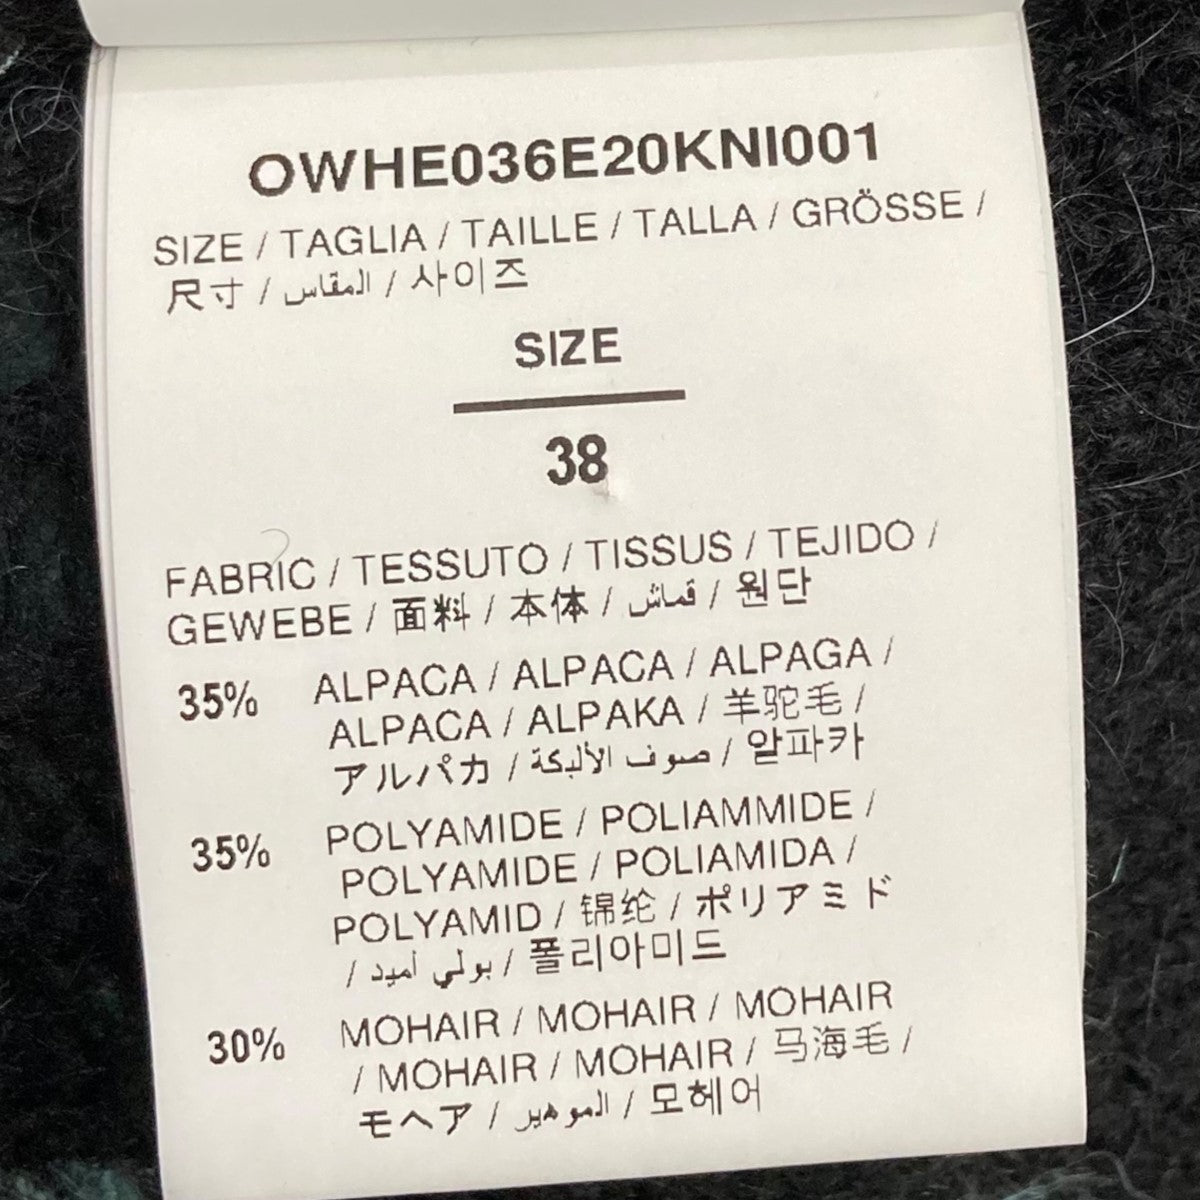 OWHE036E20KNI001
SIZE / TAGLIA / TAILLE / TALLA / GRÖSSE /
尺寸 / المقاس / 사이즈
SIZE
38
FABRIC / TESSUTO / TISSUS / TEJIDO /
GEWEBE / 面料 / 本体 / قماش / 원단
35% ALPACA / ALPACA / ALPAGA /
ALPACA / ALPAKA / 羊驼毛 /
アルパカ / صوف الألبكة / 알파카
35% POLYAMIDE / POLIAMMIDE /
POLYAMIDE / POLIAMIDA /
POLYAMID / 锦纶 / ポリアミド
/ بولي أميد / 폴리아미드
30% MOHAIR / MOHAIR / MOHAIR
/ MOHAIR / MOHAIR / 马海毛 /
モヘア / الموهير / 모헤어